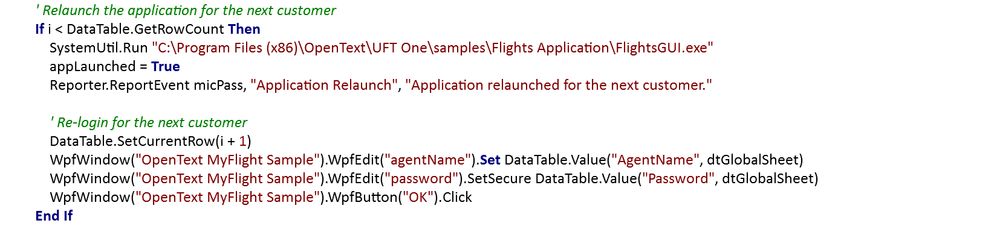 ' Relaunch the application for the next customer
If i < DataTable.GetRowCount Then
SystemUtil.Run "C:\Program Files (x86)\OpenText\UFT One\samples\Flights Application\FlightsGUI.exe"
appLaunched = True
Reporter.ReportEvent micPass, "Application Relaunch", "Application relaunched for the next customer."
' Re-login for the next customer
DataTable.SetCurrentRow(i + 1)
WpfWindow("OpenText MyFlight Sample").WpfEdit("agentName").Set DataTable.Value("AgentName", dtGlobalSheet)
WpfWindow("OpenText MyFlight Sample").WpfEdit("password").SetSecure DataTable.Value("Password", dtGlobalSheet)
WpfWindow("OpenText MyFlight Sample").WpfButton("OK").Click
End If